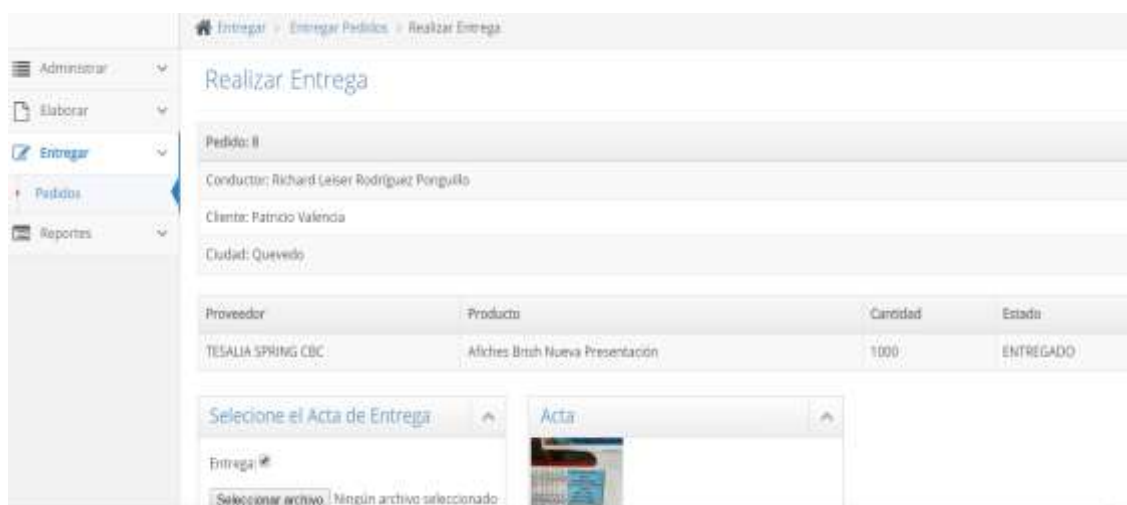 Entregar > Entregar Pedidos > Realizar Entrega
Administrar
Realizar Entrega
Elaborar
Pedido: 8
Entregar
Conductor: Richard Leiser Rodríguez Ponguillo
Pedidos
Cliente: Patricio Valencia
Reportes
Ciudad: Quevedo
Proveedor Producto Cantidad Estado
TESALIA SPRING CBC Afiches Brish Nueva Presentación 1000 ENTREGADO
Selecione el Acta de Entrega Acta
Entrega:
Seleccionar archivo Ningún archivo seleccionado